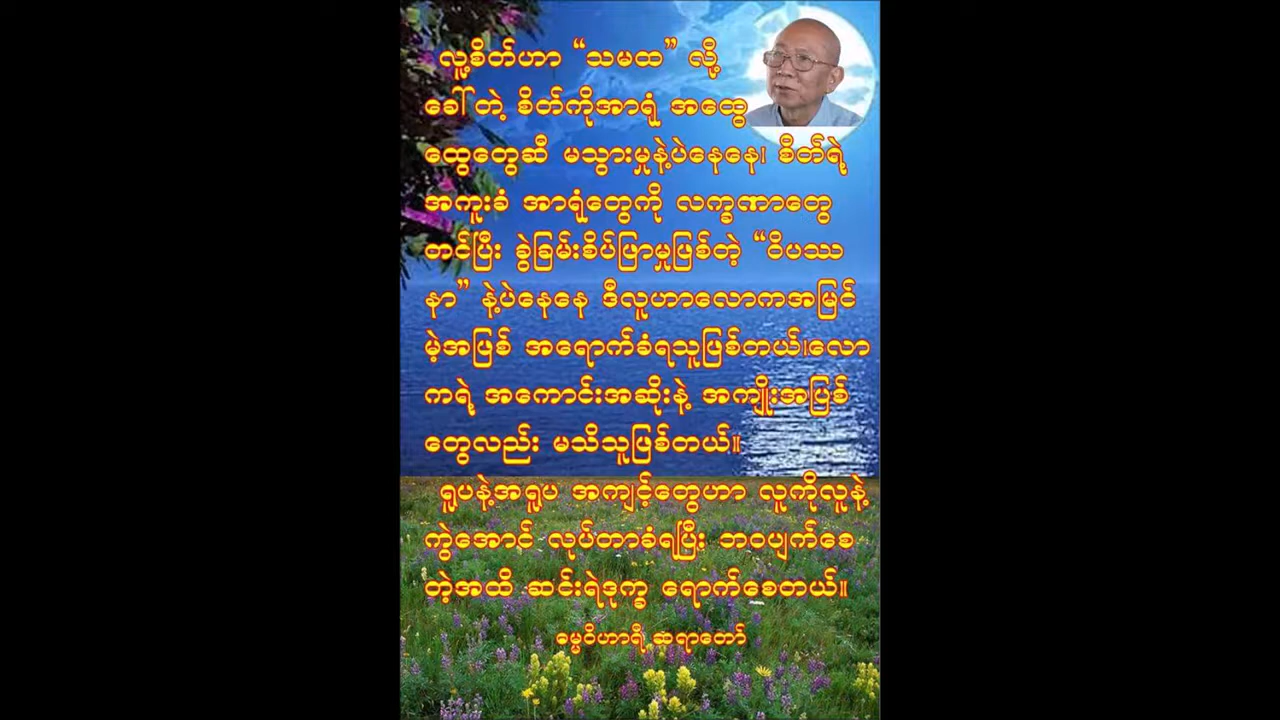 လူ့စိတ်ဟာ “သမထ” လို့
ခေါ်တဲ့ စိတ်ကိုအာရုံ အထွေ
ထွေတွေဆီ မသွားမှုနဲ့ပဲနေနေ၊ စိတ်ရဲ့
အကူးခံ အာရုံတွေကို လက္ခဏာတွေ
တင်ပြီး ခွဲခြမ်းစိပ်ဖြာမှုဖြစ်တဲ့ “ဝိပဿ
နာ” နဲ့ပဲနေနေ ဒီလူဟာလောကအမြင်
မဲ့အဖြစ် အရောက်ခံရသူဖြစ်တယ်၊လော
ကရဲ့ အကောင်းအဆိုးနဲ့ အကျိုးအပြစ်
တွေလည်း မသိသူဖြစ်တယ်။
ရူပနဲ့အရူပ အကျင့်တွေဟာ လူကိုလူနဲ့
ကွဲအောင် လုပ်တာခံရပြီး ဘဝပျက်စေ
တဲ့အထိ ဆင်းရဲဒုက္ခ ရောက်စေတယ်။
ဓမ္မဝိဟာရီ ဆရာတော်